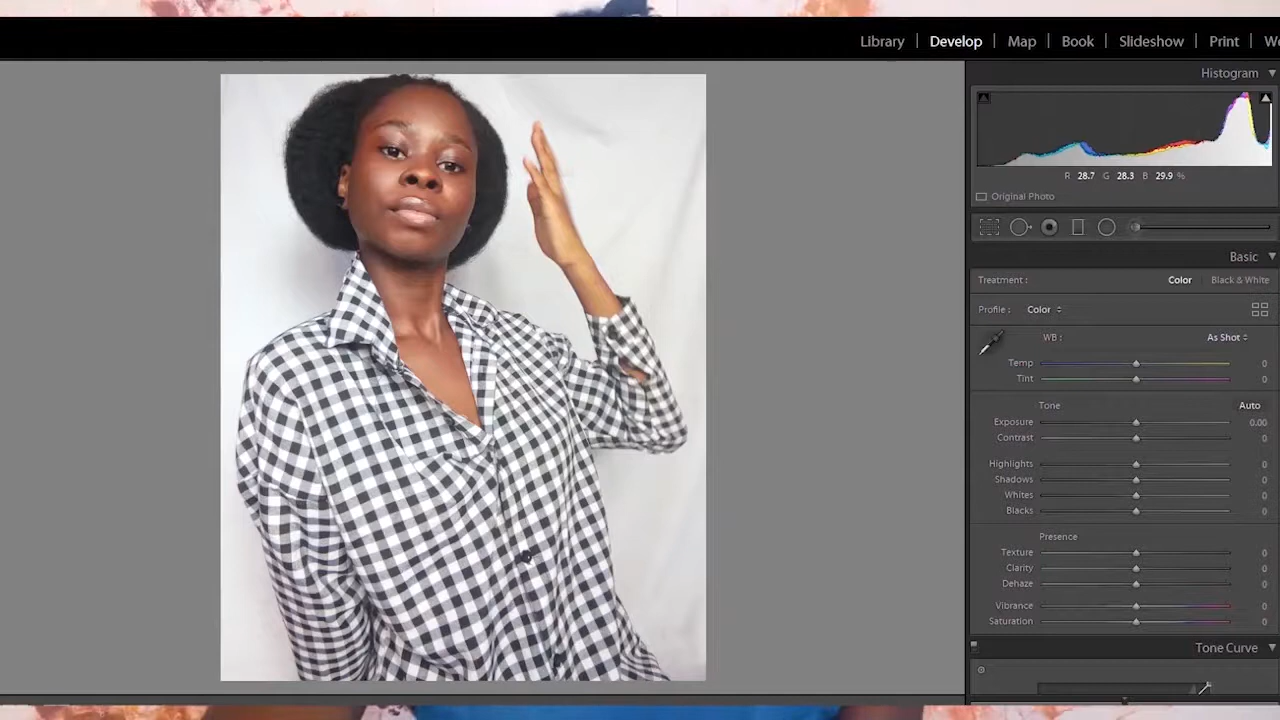 Library | Develop | Map | Book | Slideshow | Print |
Histogram
R 28.7 G 28.3 B 29.9 %
Original Photo
Basic
Treatment : Color Black & White
Profile : Color
WB : As Shot
Temp 0
Tint 0
Tone Auto
Exposure 0.00
Contrast 0
Highlights 0
Shadows 0
Whites 0
Blacks 0
Presence
Texture 0
Clarity 0
Dehaze 0
Vibrance 0
Saturation 0
Tone Curve